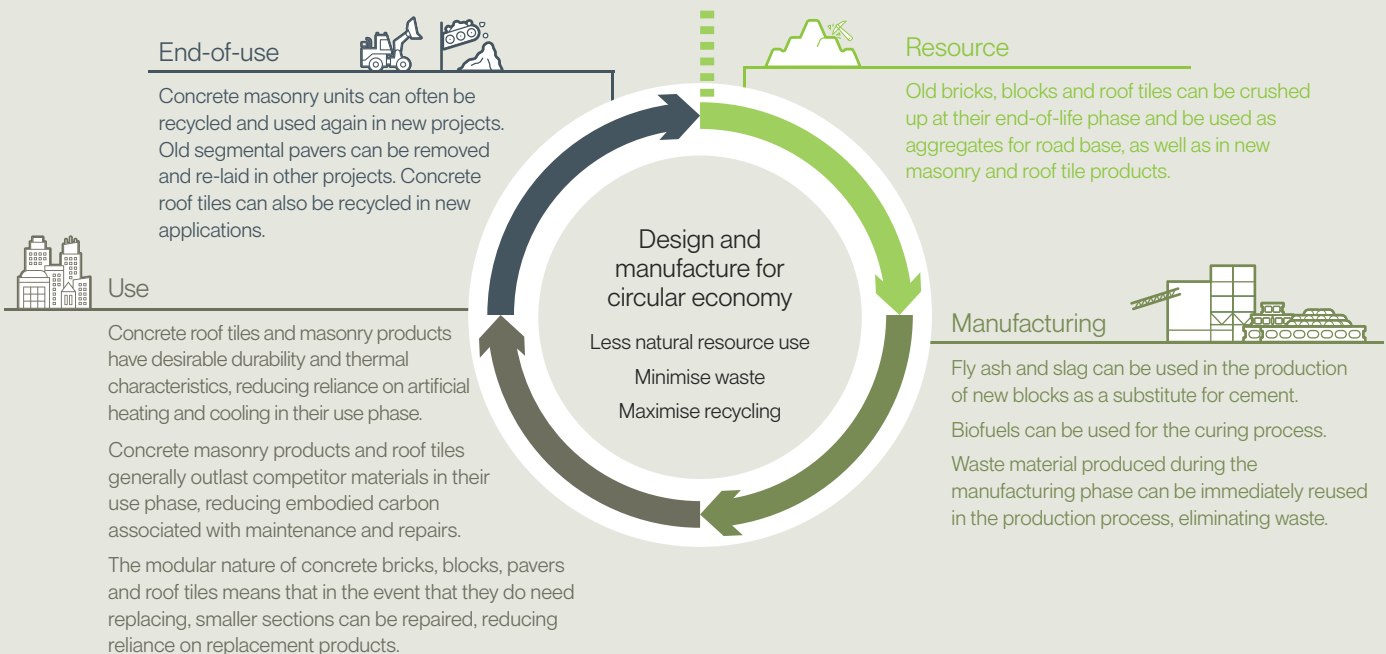 End-of-use
Concrete masonry units can often be
recycled and used again in new projects.
Old segmental pavers can be removed
and re-laid in other projects. Concrete
roof tiles can also be recycled in new
applications.
Resource
Old bricks, blocks and roof tiles can be crushed
up at their end-of-life phase and be used as
aggregates for road base, as well as in new
masonry and roof tile products.
Design and
manufacture for
circular economy
Less natural resource use
Minimise waste
Maximise recycling
Use
Concrete roof tiles and masonry products
have desirable durability and thermal
characteristics, reducing reliance on artificial
heating and cooling in their use phase.
Concrete masonry products and roof tiles
generally outlast competitor materials in their
use phase, reducing embodied carbon
associated with maintenance and repairs.
The modular nature of concrete bricks, blocks, pavers
and roof tiles means that in the event that they do need
replacing, smaller sections can be repaired, reducing
reliance on replacement products.
Manufacturing
Fly ash and slag can be used in the production
of new blocks as a substitute for cement.
Biofuels can be used for the curing process.
Waste material produced during the
manufacturing phase can be immediately reused
in the production process, eliminating waste.